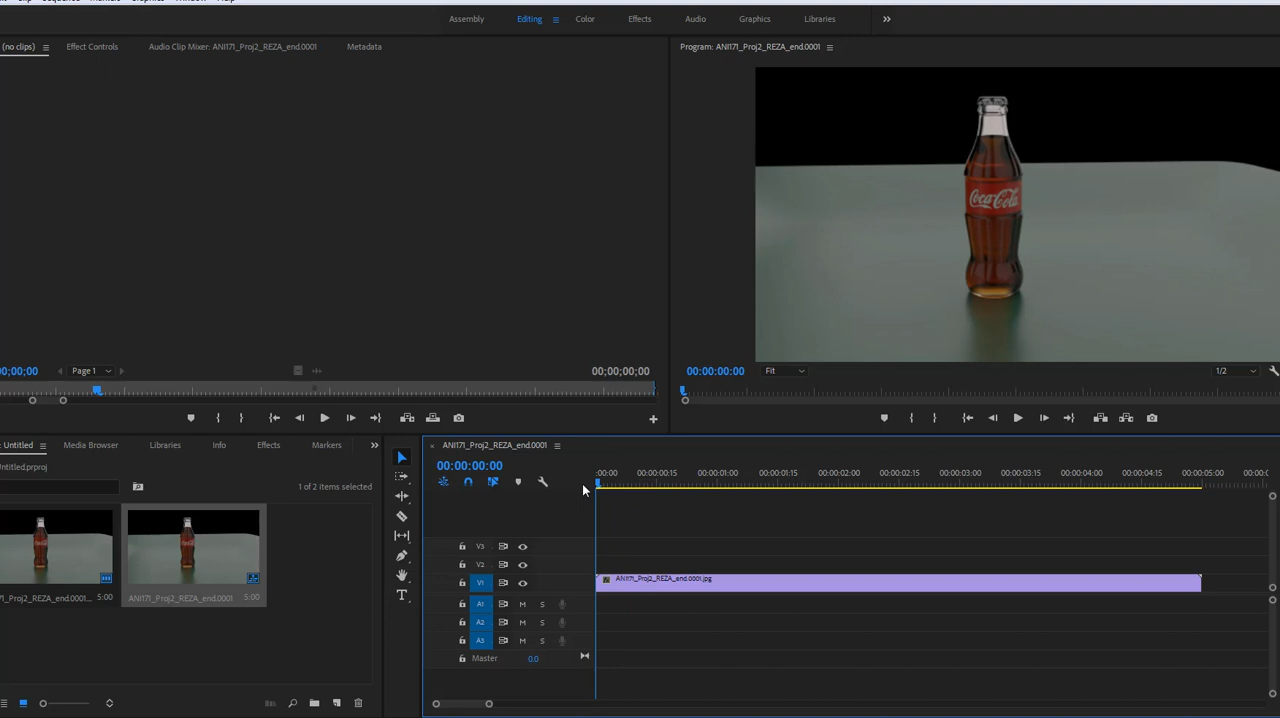 Assembly Editing Color Effects Audio Graphics Libraries
(no clips) Effect Controls Audio Clip Mixer: ANI171_Proj2_REZA_end.0001 Metadata
Program: ANI171_Proj2_REZA_end.0001
Coca-Cola
00;00;00 Page 1 00;00;00;00
00:00:00:00 Fit 1/2
Untitled Media Browser Libraries Info Effects Markers
Untitled.prproj
1 of 2 items selected
ANI171_Proj2_REZA_end.0001 5:00
ANI171_Proj2_REZA_end.0001
00:00:00:00
:00:00 00:00:00:15 00:00:01:00 00:00:01:15 00:00:02:00 00:00:02:15 00:00:03:00 00:00:03:15 00:00:04:00 00:00:04:15 00:00:05:00
V3
V2
V1 ANI171_Proj2_REZA_end.0001.jpg
A1 M S
A2 M S
A3 M S
Master 0.0